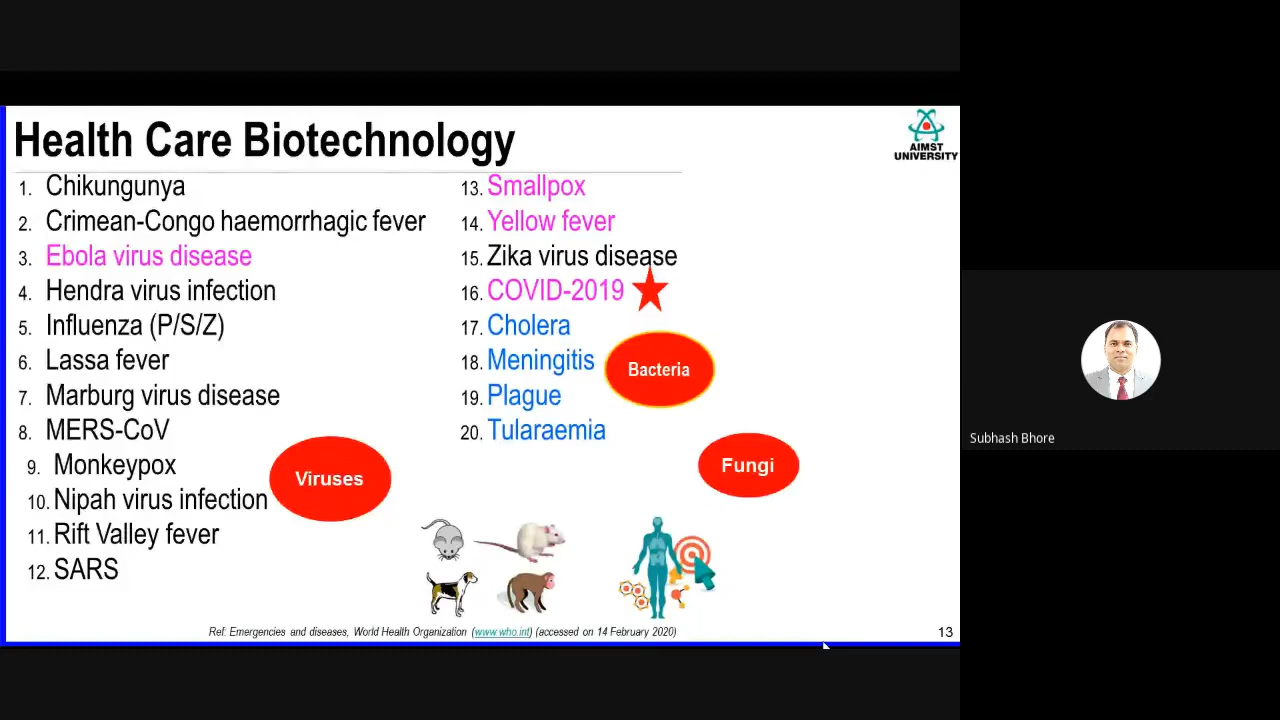 Health Care Biotechnology
AIMST
UNIVERSITY
1. Chikungunya
2. Crimean-Congo haemorrhagic fever
3. Ebola virus disease
4. Hendra virus infection
5. Influenza (P/S/Z)
6. Lassa fever
7. Marburg virus disease
8. MERS-CoV
9. Monkeypox
10. Nipah virus infection
11. Rift Valley fever
12. SARS
Viruses
13. Smallpox
14. Yellow fever
15. Zika virus disease
16. COVID-2019
17. Cholera
18. Meningitis
19. Plague
20. Tularaemia
Bacteria
Fungi
Ref: Emergencies and diseases, World Health Organization (www.who.int) (accessed on 14 February 2020)
13
Subhash Bhore